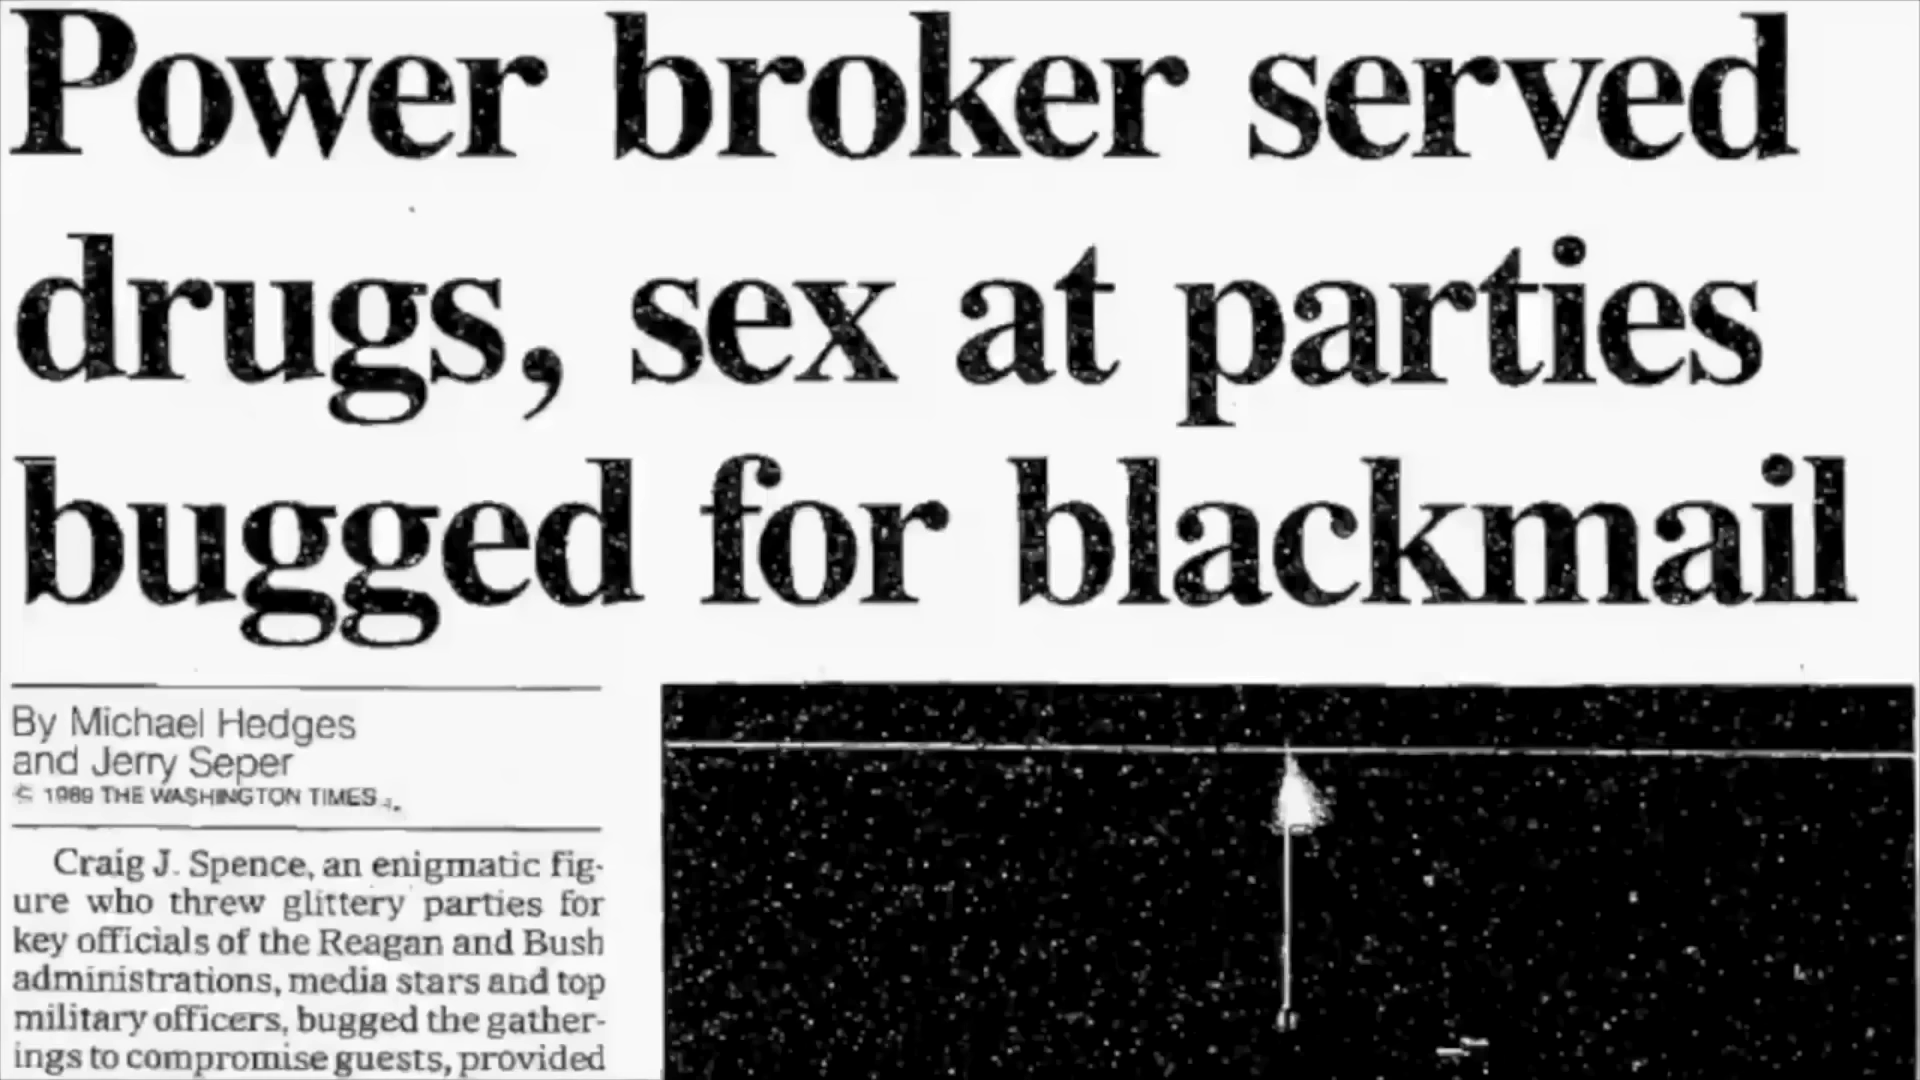 Power broker served
drugs, sex at parties
bugged for blackmail
By Michael Hedges
and Jerry Seper
© 1989 THE WASHINGTON TIMES
Craig J. Spence, an enigmatic fig-
ure who threw glittery parties for
key officials of the Reagan and Bush
administrations, media stars and top
military officers, bugged the gather-
ings to compromise guests, provided